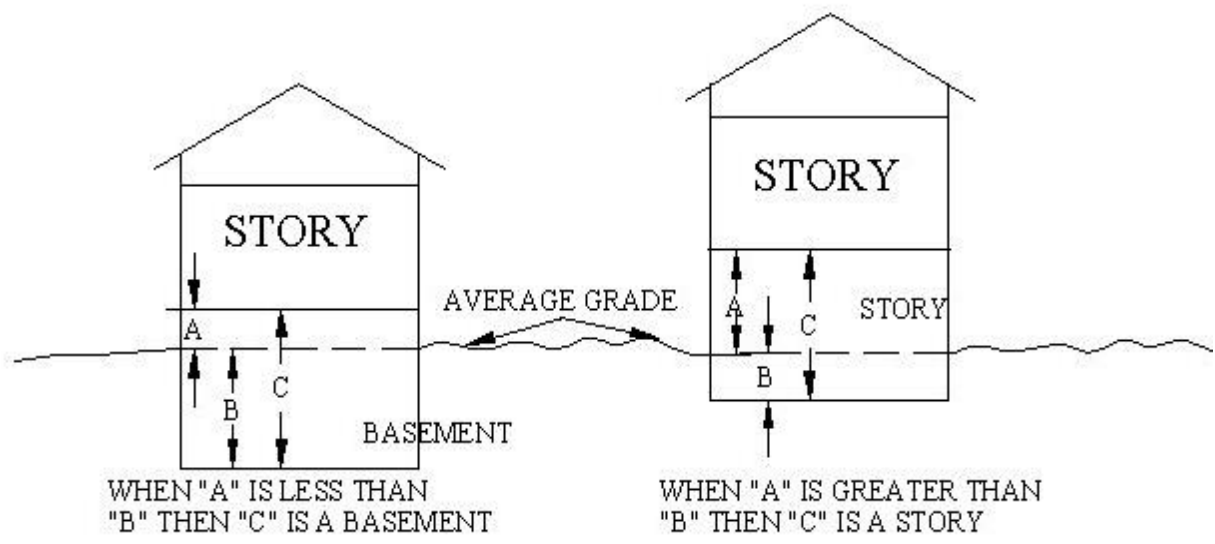 STORY
STORY
A
B
C
BASEMENT
AVERAGE GRADE
A
B
C
STORY
WHEN "A" IS LESS THAN
"B" THEN "C" IS A BASEMENT
WHEN "A" IS GREATER THAN
"B" THEN "C" IS A STORY